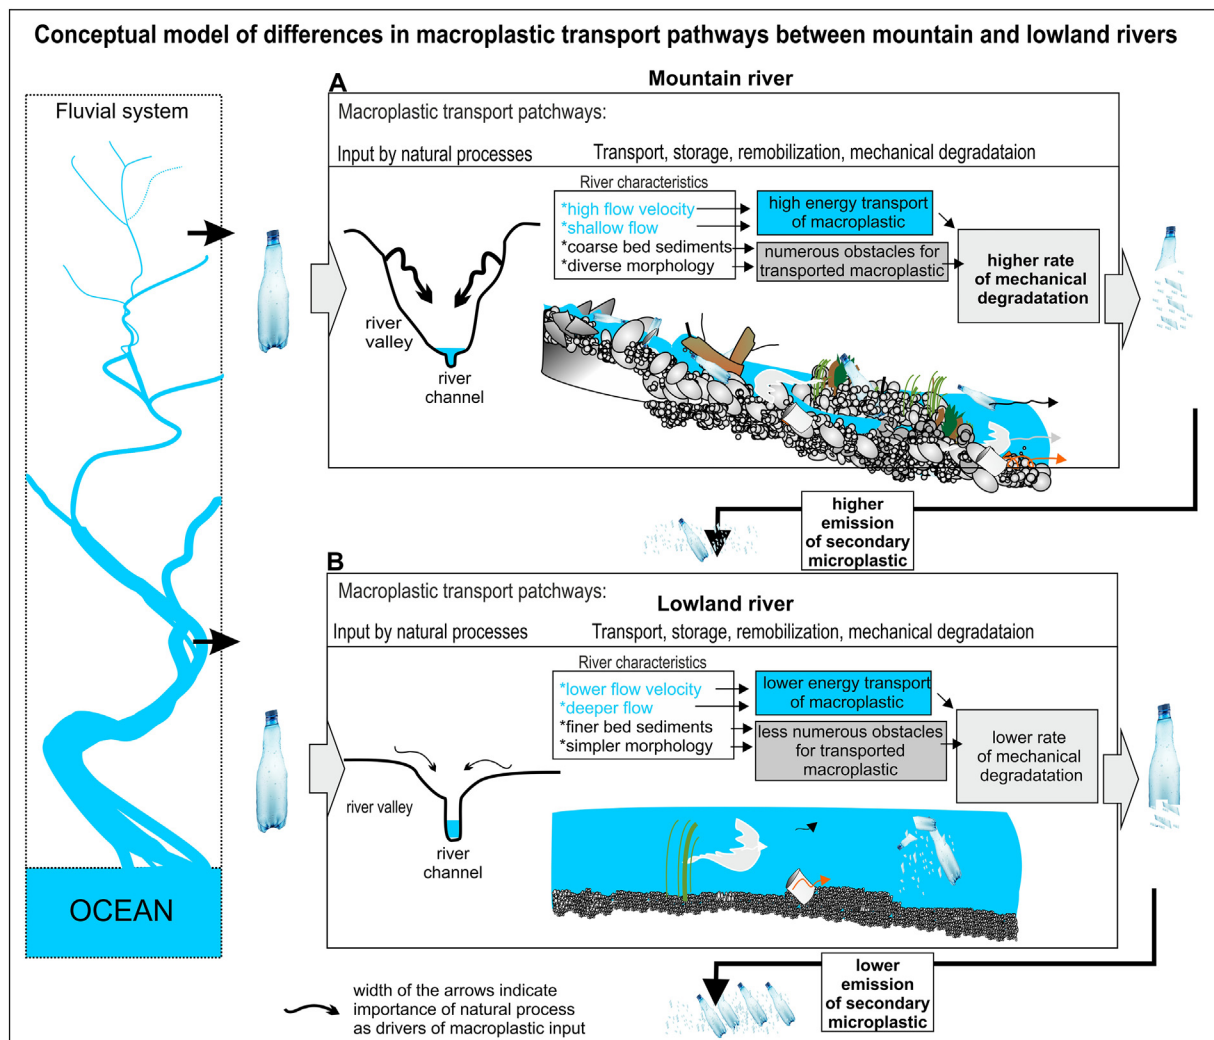 Conceptual model of differences in macroplastic transport pathways between mountain and lowland rivers
Fluvial system
OCEAN
A
Mountain river
Macroplastic transport patchways:
Input by natural processes
Transport, storage, remobilization, mechanical degradataion
river
valley
river
channel
River characteristics
*high flow velocity
*shallow flow
*coarse bed sediments
*diverse morphology
high energy transport
of macroplastic
numerous obstacles for
transported macroplastic
higher rate
of mechanical
degradatation
higher
emission
of secondary
microplastic
B
Macroplastic transport patchways:
Lowland river
Input by natural processes
Transport, storage, remobilization, mechanical degradataion
river valley
river
channel
River characteristics
*lower flow velocity
*deeper flow
*finer bed sediments
*simpler morphology
lower energy transport
of macroplastic
less numerous obstacles
for transported
macroplastic
lower rate
of mechanical
degradatation
lower
emission
of secondary
microplastic
width of the arrows indicate
importance of natural process
as drivers of macroplastic input